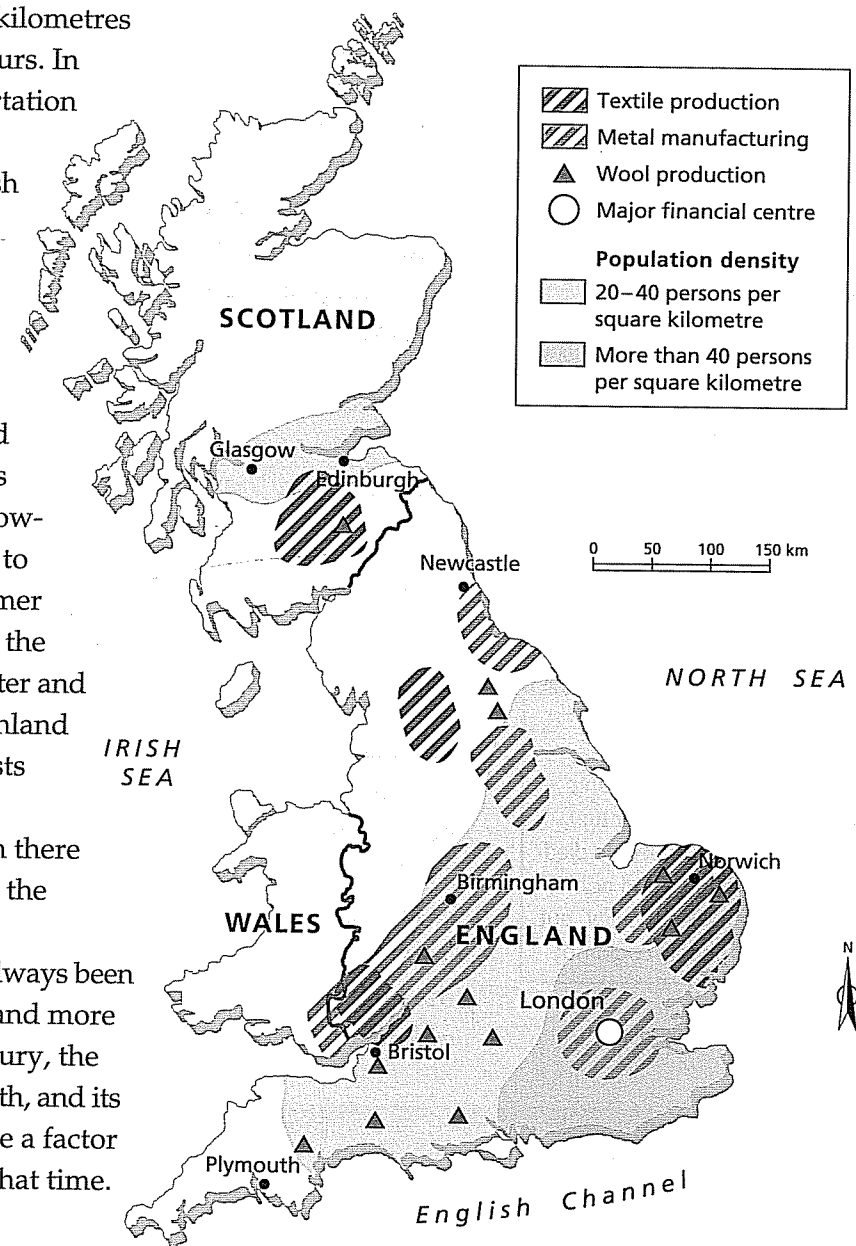 kilometres
urs. In
rtation
sh
d
s
ow-
to
mer
the
ter and
nland
sts
n there
the
lways been
and more
ury, the
th, and its
e a factor
hat time.
Textile production
Metal manufacturing
Wool production
Major financial centre
Population density
20–40 persons per
square kilometre
More than 40 persons
per square kilometre
SCOTLAND
Glasgow
Edinburgh
0 50 100 150 km
Newcastle
NORTH SEA
IRISH
SEA
Norwich
Birmingham
WALES
ENGLAND
N
London
Bristol
Plymouth
English Channel